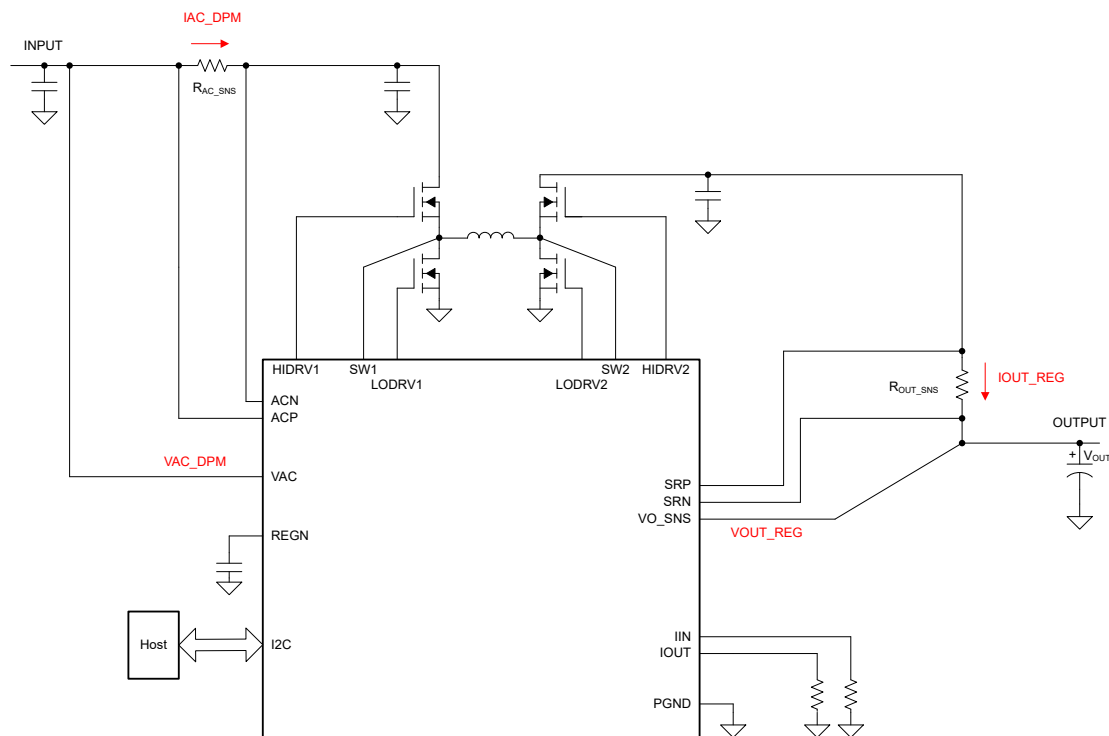 IAC_DPM
INPUT
RAC_SNS
HIDRV1
SW1
LODRV1
LODRV2
SW2
HIDRV2
ROUT_SNS
IOUT_REG
ACN
ACP
OUTPUT
VAC_DPM
VAC
+
VOUT
SRP
SRN
VO_SNS
VOUT_REG
REGN
Host
I2C
IIN
IOUT
PGND